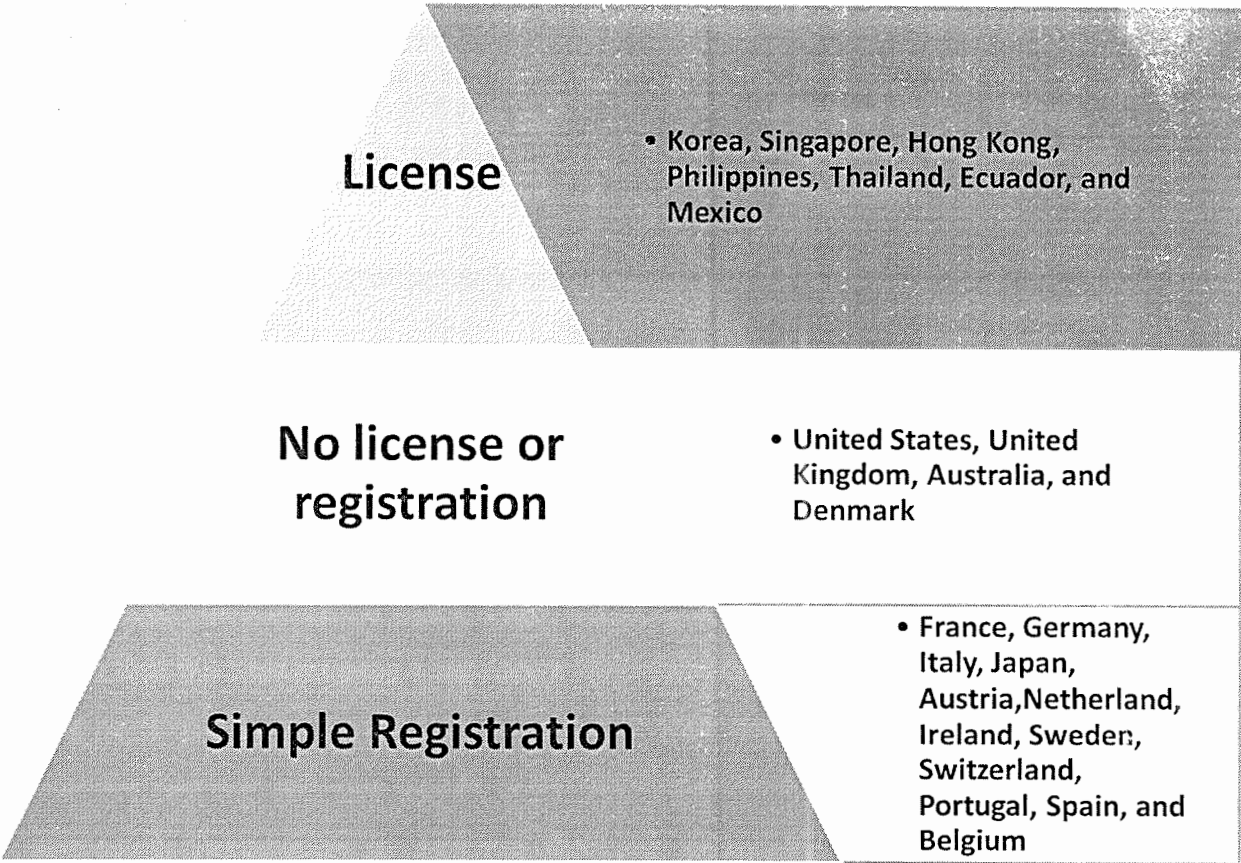 License
• Korea, Singapore, Hong Kong,
Philippines, Thailand, Ecuador, and
Mexico
No license or
registration
• United States, United
Kingdom, Australia, and
Denmark
Simple Registration
• France, Germany,
Italy, Japan,
Austria,Netherland,
Ireland, Sweden,
Switzerland,
Portugal, Spain, and
Belgium